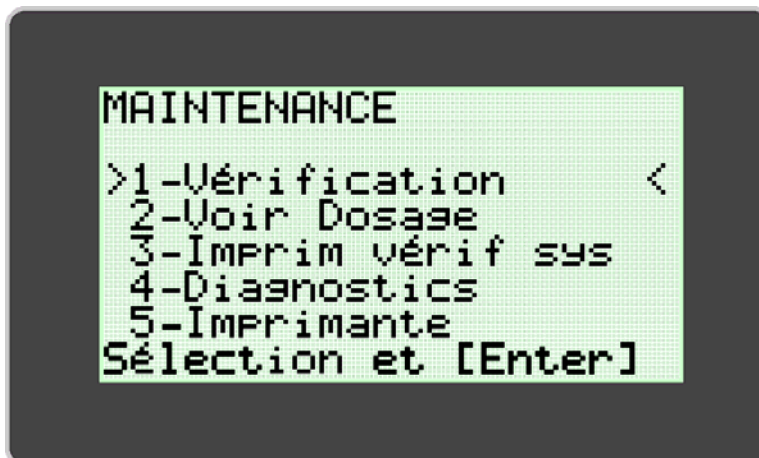 MAINTENANCE
>1-Vérification <
2-Voir Dosage
3-Imprim vérif sys
4-Diagnostics
5-Imprimante
Sélection et [Enter]